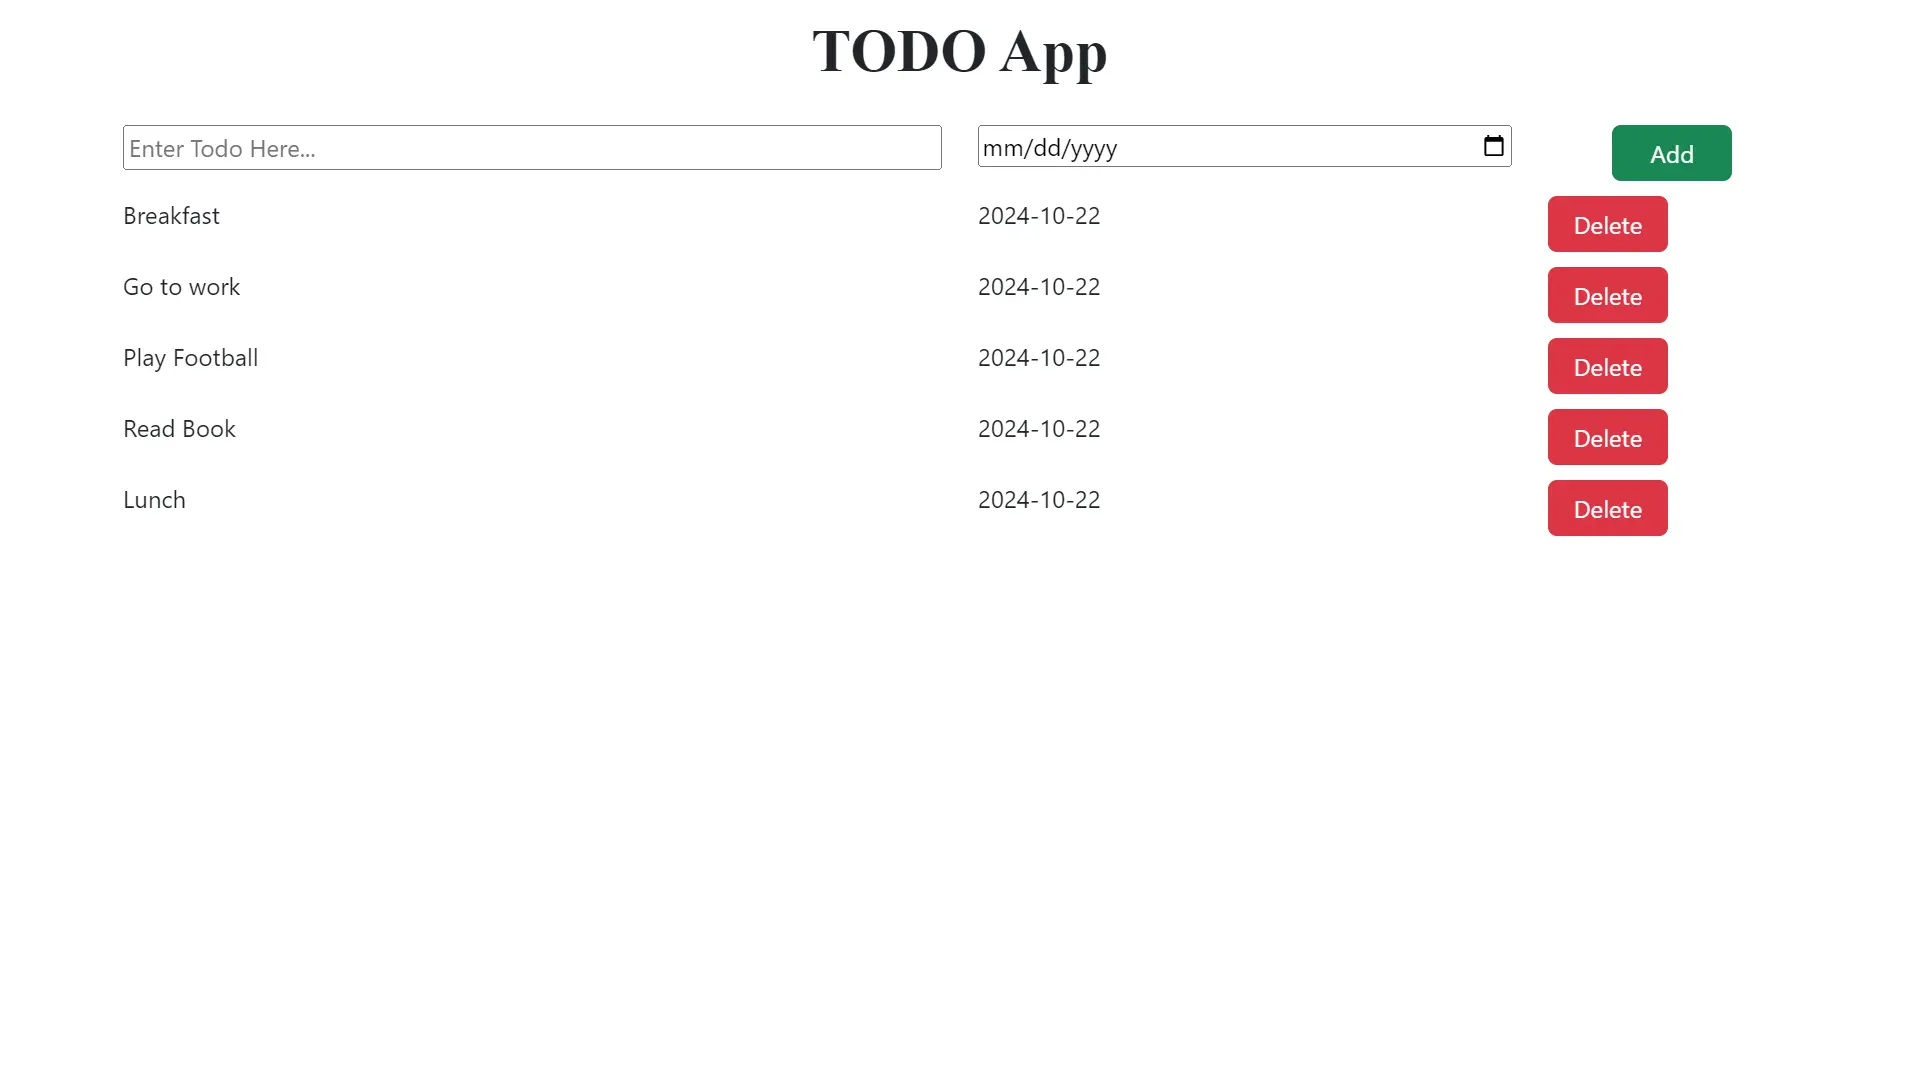 TODO App
Enter Todo Here... mm/dd/yyyy Add
Breakfast 2024-10-22 Delete
Go to work 2024-10-22 Delete
Play Football 2024-10-22 Delete
Read Book 2024-10-22 Delete
Lunch 2024-10-22 Delete